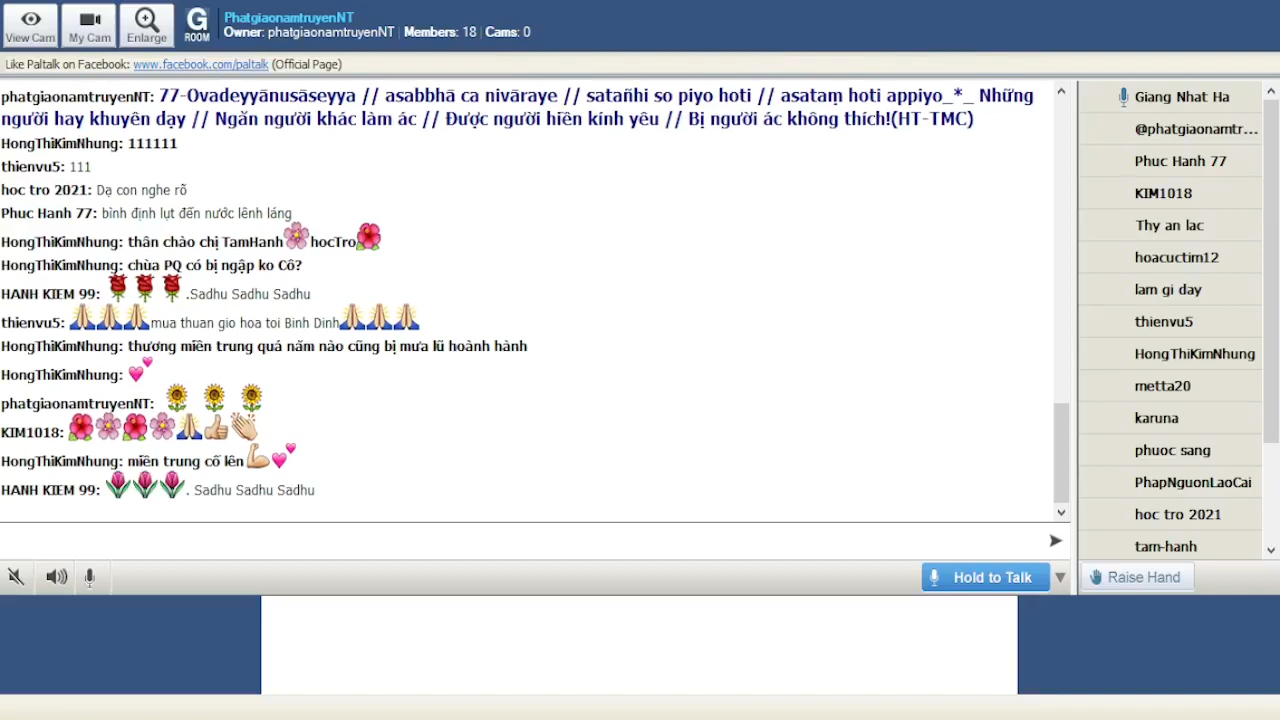 View Cam
My Cam
Enlarge
G
ROOM
PhatgiaonamtruyenNT
Owner: phatgiaonamtruyenNT | Members: 18 | Cams: 0
Like Paltalk on Facebook: www.facebook.com/paltalk (Official Page)
phatgiaonamtruyenNT: 77-Ovadeyyānusāseyya // asabbhā ca nivāraye // satañhi so piyo hoti // asataṃ hoti appiyo_*_ Những
người hay khuyên dạy // Ngăn người khác làm ác // Được người hiền kính yêu // Bị người ác không thích!(HT-TMC)
HongThiKimNhung: 111111
thienvu5: 111
hoc tro 2021: Dạ con nghe rõ
Phuc Hanh 77: bình định lụt đến nước lênh láng
HongThiKimNhung: thân chào chị TamHanh hocTro
HongThiKimNhung: chùa PQ có bị ngập ko Cô?
HANH KIEM 99: .Sadhu Sadhu Sadhu
thienvu5: mua thuan gio hoa toi Binh Dinh
HongThiKimNhung: thương miền trung quá năm nào cũng bị mưa lũ hoành hành
HongThiKimNhung:
phatgiaonamtruyenNT:
KIM1018:
HongThiKimNhung: miền trung cố lên
HANH KIEM 99: . Sadhu Sadhu Sadhu
Hold to Talk
Giang Nhat Ha
@phatgiaonamtr...
Phuc Hanh 77
KIM1018
Thy an lac
hoacuctim12
lam gi day
thienvu5
HongThiKimNhung
metta20
karuna
phuoc sang
PhapNguonLaoCai
hoc tro 2021
tam-hanh
Raise Hand